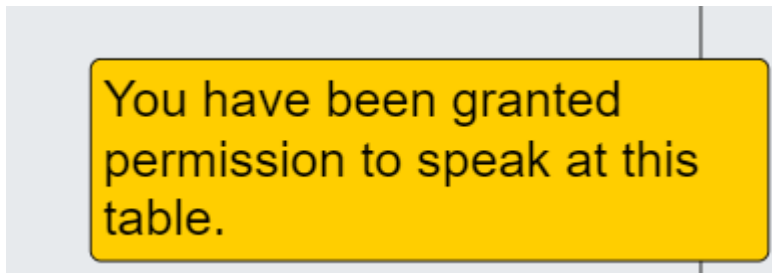 You have been granted
permission to speak at this
table.